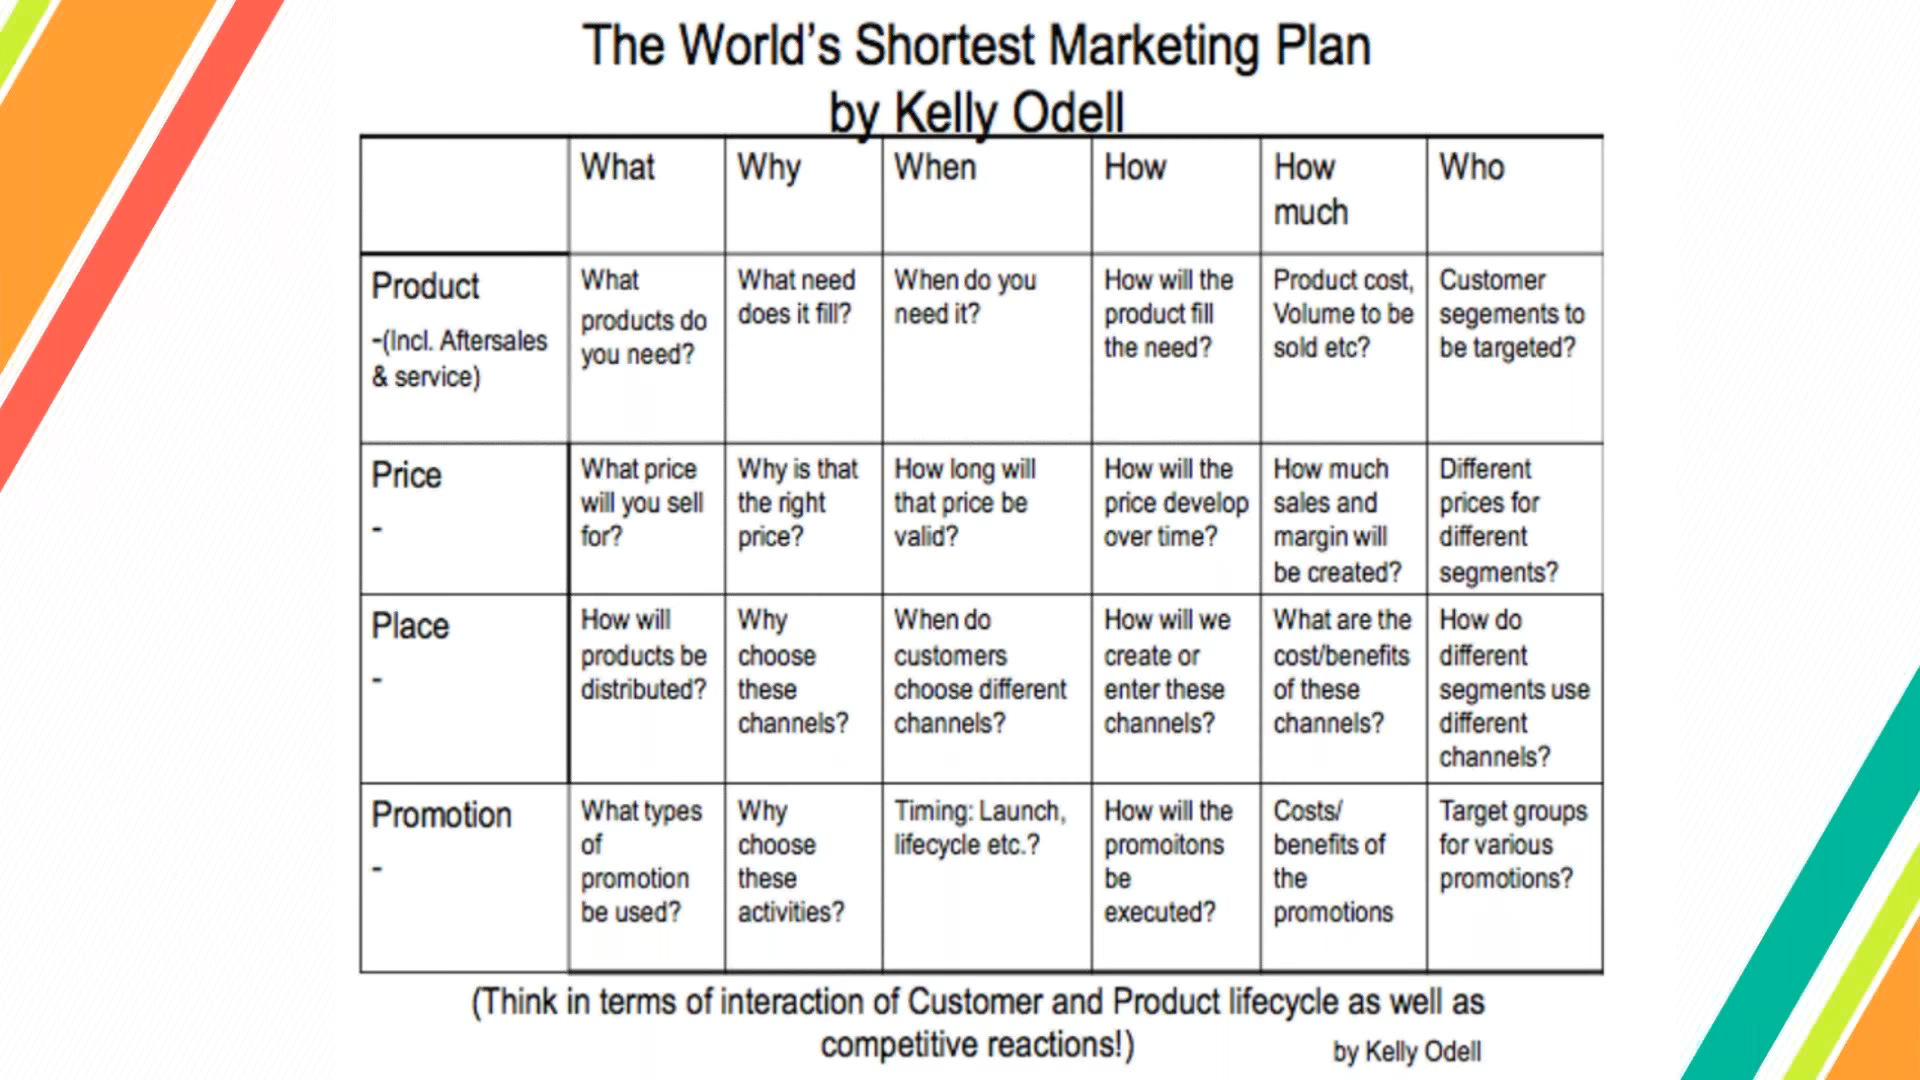 The World's Shortest Marketing Plan
by Kelly Odell
What
Why
When
How
How
much
Who
Product
-(Incl. Aftersales
& service)
What
products do
you need?
What need
does it fill?
When do you
need it?
How will the
product fill
the need?
Product cost,
Volume to be
sold etc?
Customer
segements to
be targeted?
Price
-
What price
will you sell
for?
Why is that
the right
price?
How long will
that price be
valid?
How will the
price develop
over time?
How much
sales and
margin will
be created?
Different
prices for
different
segments?
Place
-
How will
products be
distributed?
Why
choose
these
channels?
When do
customers
choose different
channels?
How will we
create or
enter these
channels?
What are the
cost/benefits
of these
channels?
How do
different
segments use
different
channels?
Promotion
-
What types
of
promotion
be used?
Why
choose
these
activities?
Timing: Launch,
lifecycle etc.?
How will the
promoitons
be
executed?
Costs/
benefits of
the
promotions
Target groups
for various
promotions?
(Think in terms of interaction of Customer and Product lifecycle as well as
competitive reactions!)
by Kelly Odell